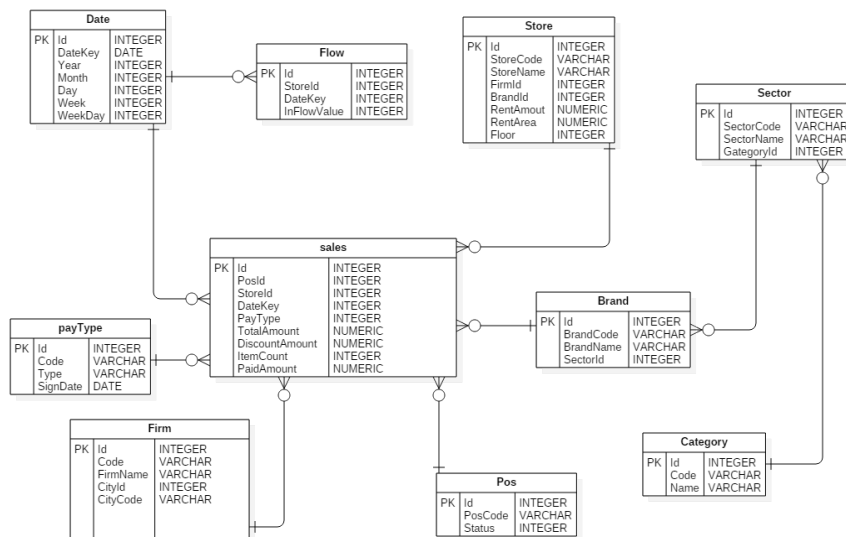 Date
PK Id INTEGER
DateKey DATE
Year INTEGER
Month INTEGER
Day INTEGER
Week INTEGER
WeekDay INTEGER
Flow
PK Id INTEGER
StoreId INTEGER
DateKey INTEGER
InFlowValue INTEGER
Store
PK Id INTEGER
StoreCode VARCHAR
StoreName VARCHAR
FirmId INTEGER
BrandId INTEGER
RentAmout NUMERIC
RentArea NUMERIC
Floor INTEGER
Sector
PK Id INTEGER
SectorCode VARCHAR
SectorName VARCHAR
GategoryId INTEGER
sales
PK Id INTEGER
PosId INTEGER
StoreId INTEGER
DateKey INTEGER
PayType INTEGER
TotalAmount NUMERIC
DiscountAmount NUMERIC
ItemCount INTEGER
PaidAmount NUMERIC
Brand
PK Id INTEGER
BrandCode VARCHAR
BrandName VARCHAR
SectorId INTEGER
payType
PK Id INTEGER
Code VARCHAR
Type VARCHAR
SignDate DATE
Firm
PK Id INTEGER
Code VARCHAR
FirmName VARCHAR
CityId INTEGER
CityCode VARCHAR
Pos
PK Id INTEGER
PosCode VARCHAR
Status INTEGER
Category
PK Id INTEGER
Code VARCHAR
Name VARCHAR